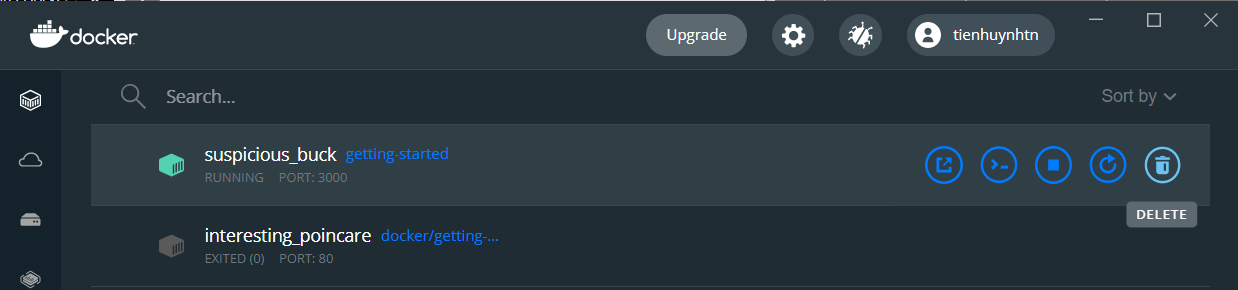 docker
Upgrade
tienhuynhtn
Search...
Sort by
suspicious_buck getting-started
RUNNING PORT: 3000
DELETE
interesting_poincare docker/getting-...
EXITED (0) PORT: 80